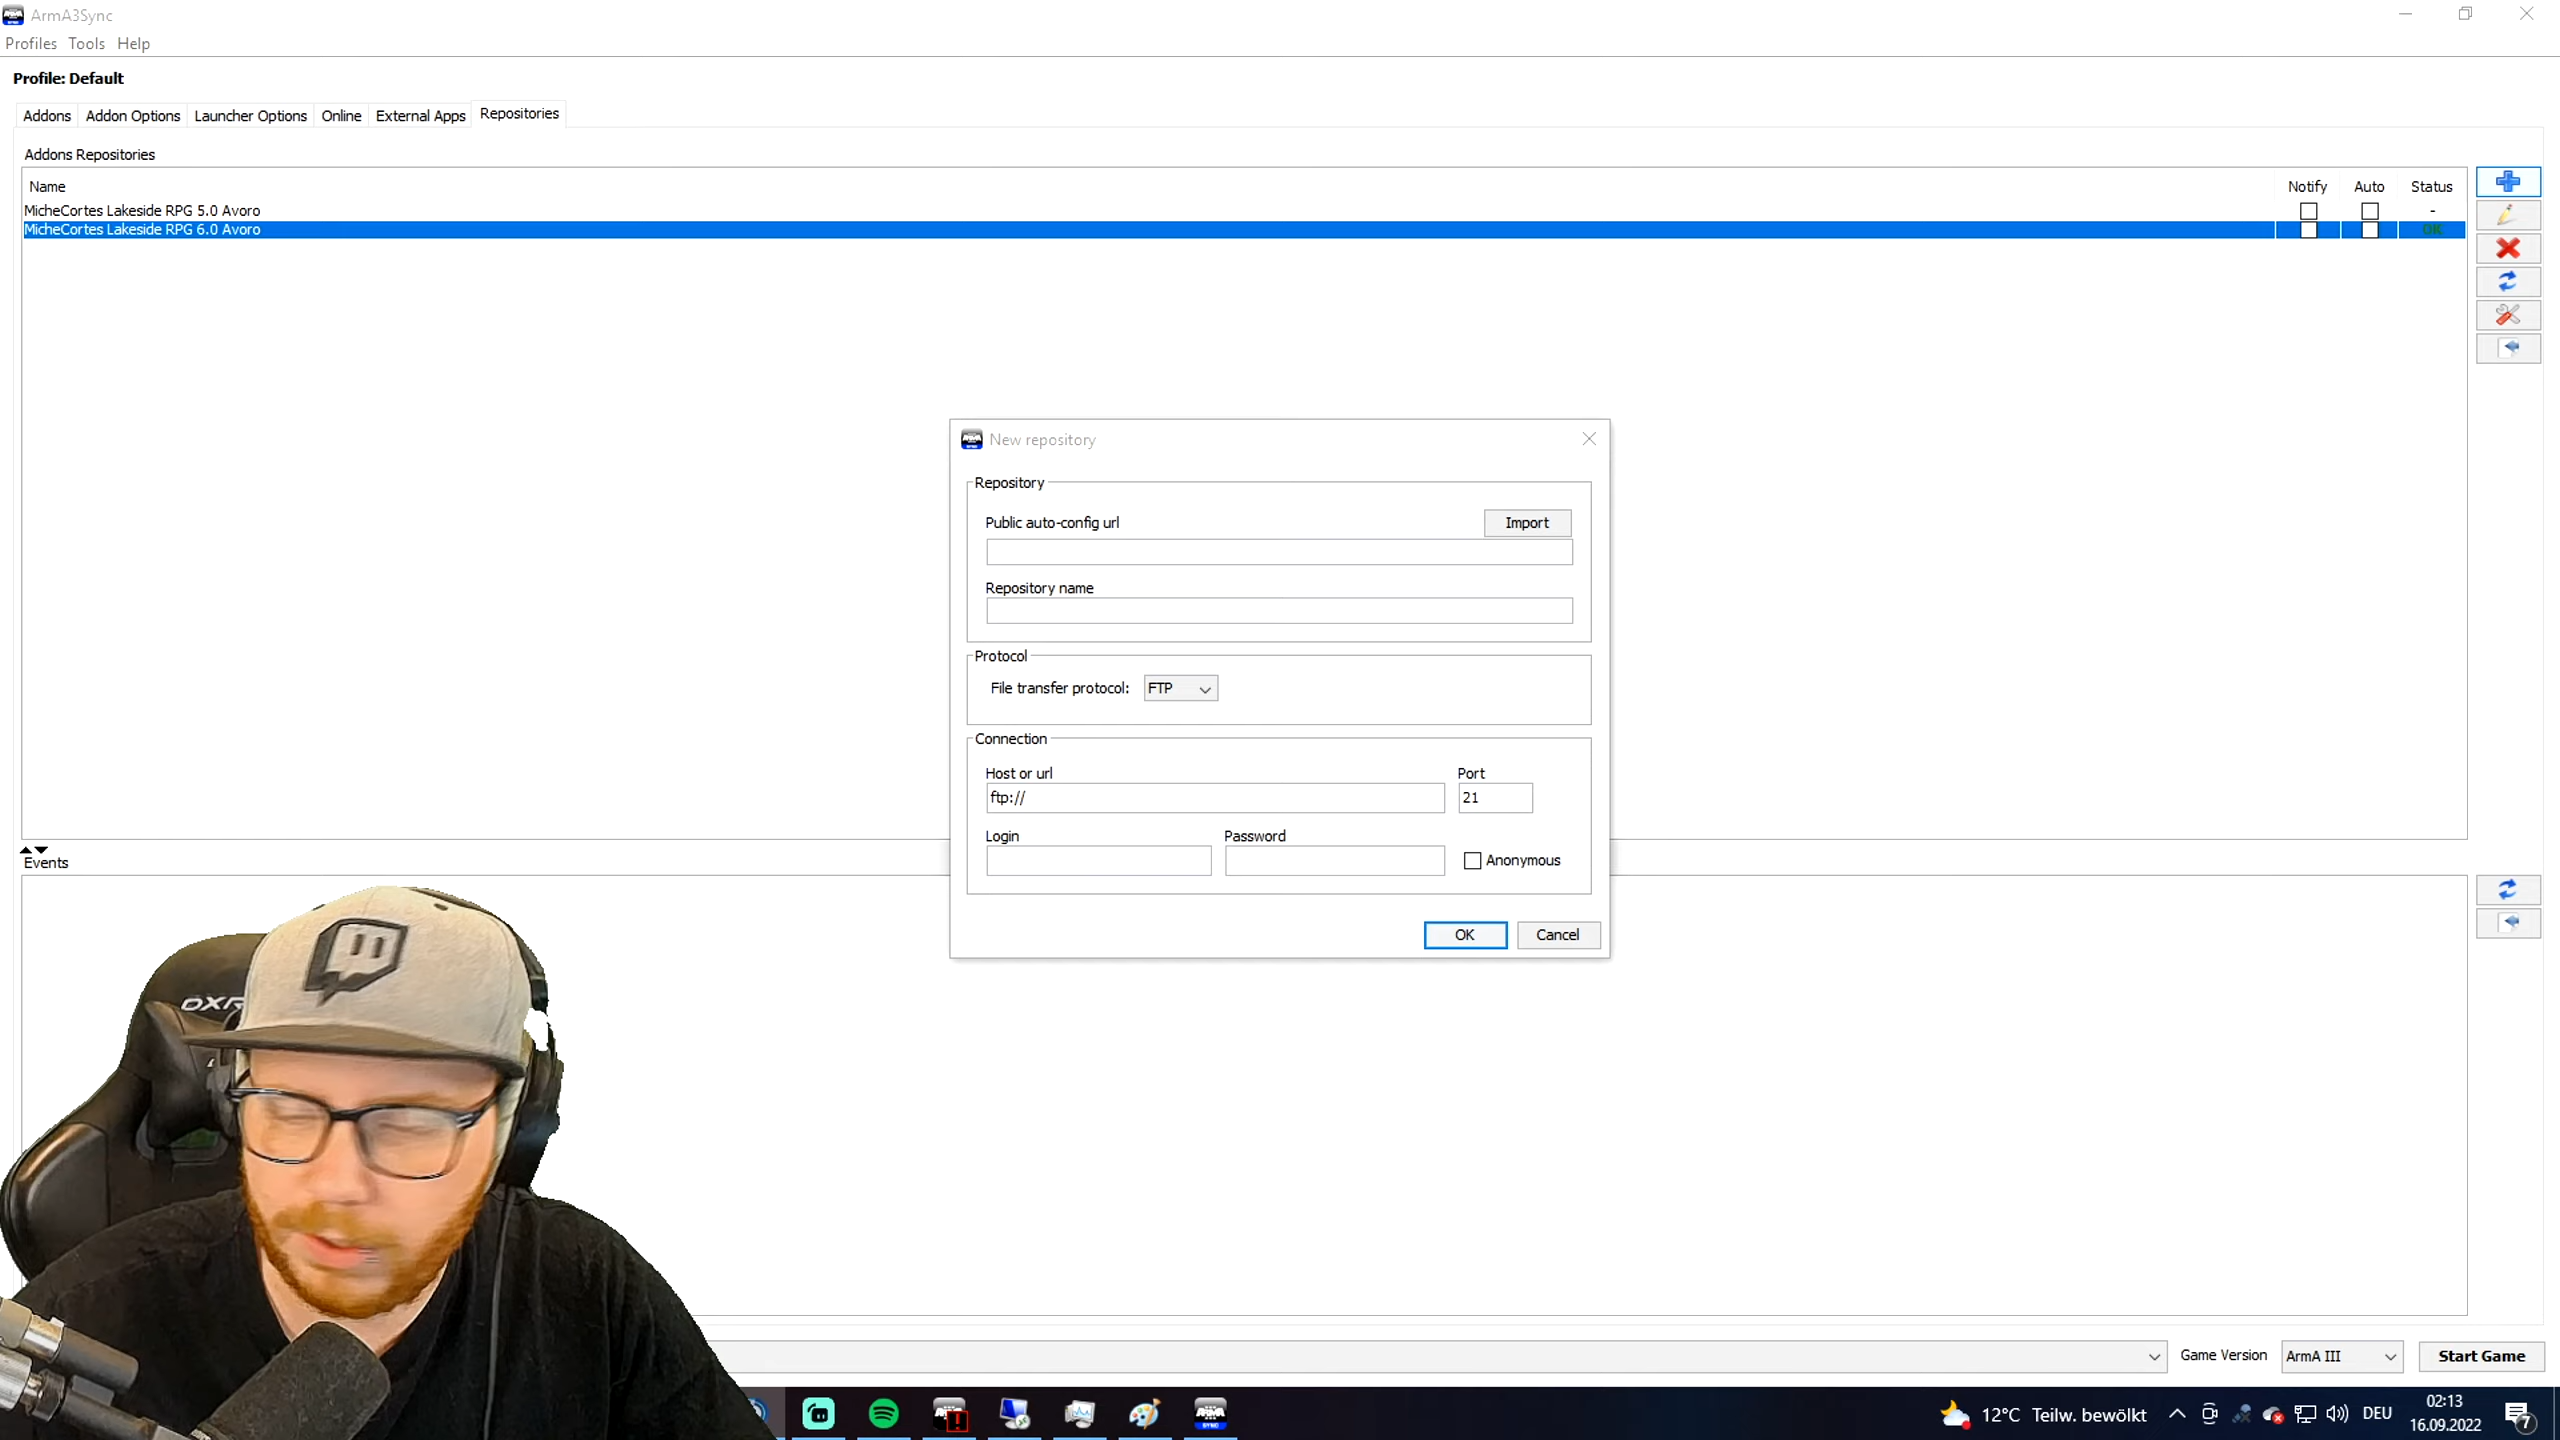 ArmA3Sync
Profiles Tools Help
Profile: Default
Addons Addon Options Launcher Options Online External Apps Repositories
Addons Repositories
Name Notify Auto Status
MicheCortes Lakeside RPG 5.0 Avoro -
MicheCortes Lakeside RPG 6.0 Avoro OK
New repository
Repository
Public auto-config url Import
Repository name
Protocol
File transfer protocol: FTP
Connection
Host or url Port
ftp:// 21
Login Password
Anonymous
OK Cancel
Events
Game Version ArmA III Start Game
12°C Teilw. bewölkt DEU 02:13
16.09.2022 7